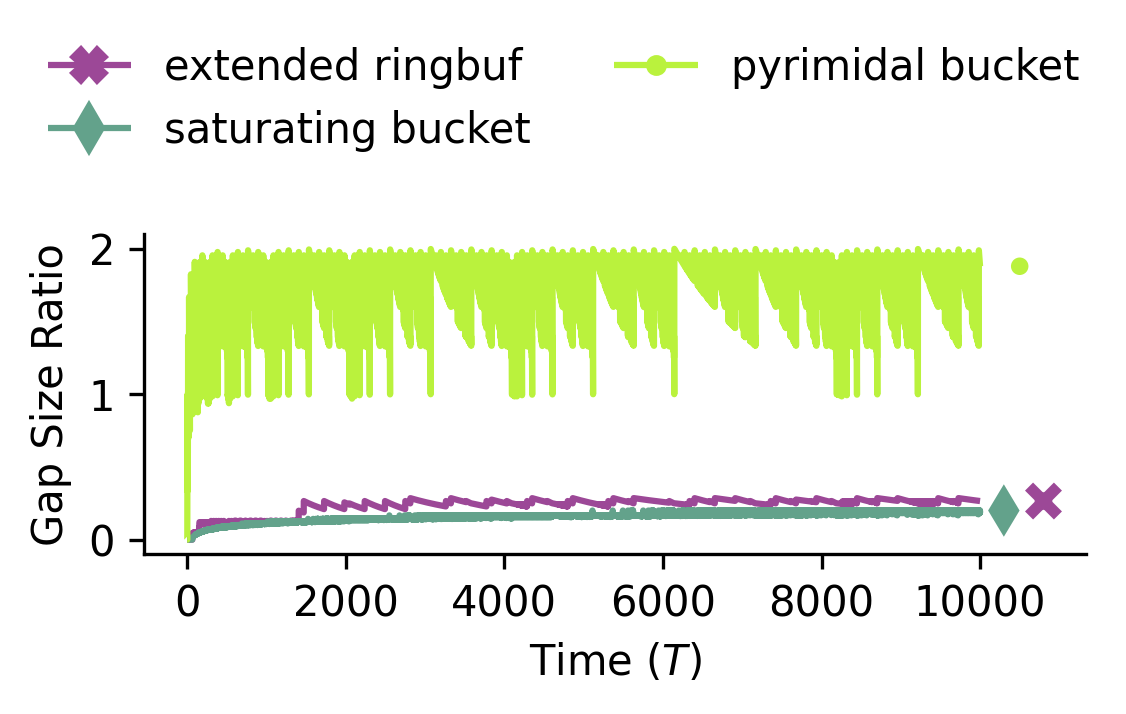 extended ringbuf
pyrimidal bucket
saturating bucket
Gap Size Ratio
2
1
0
0
2000
4000
6000
8000
10000
Time (T)